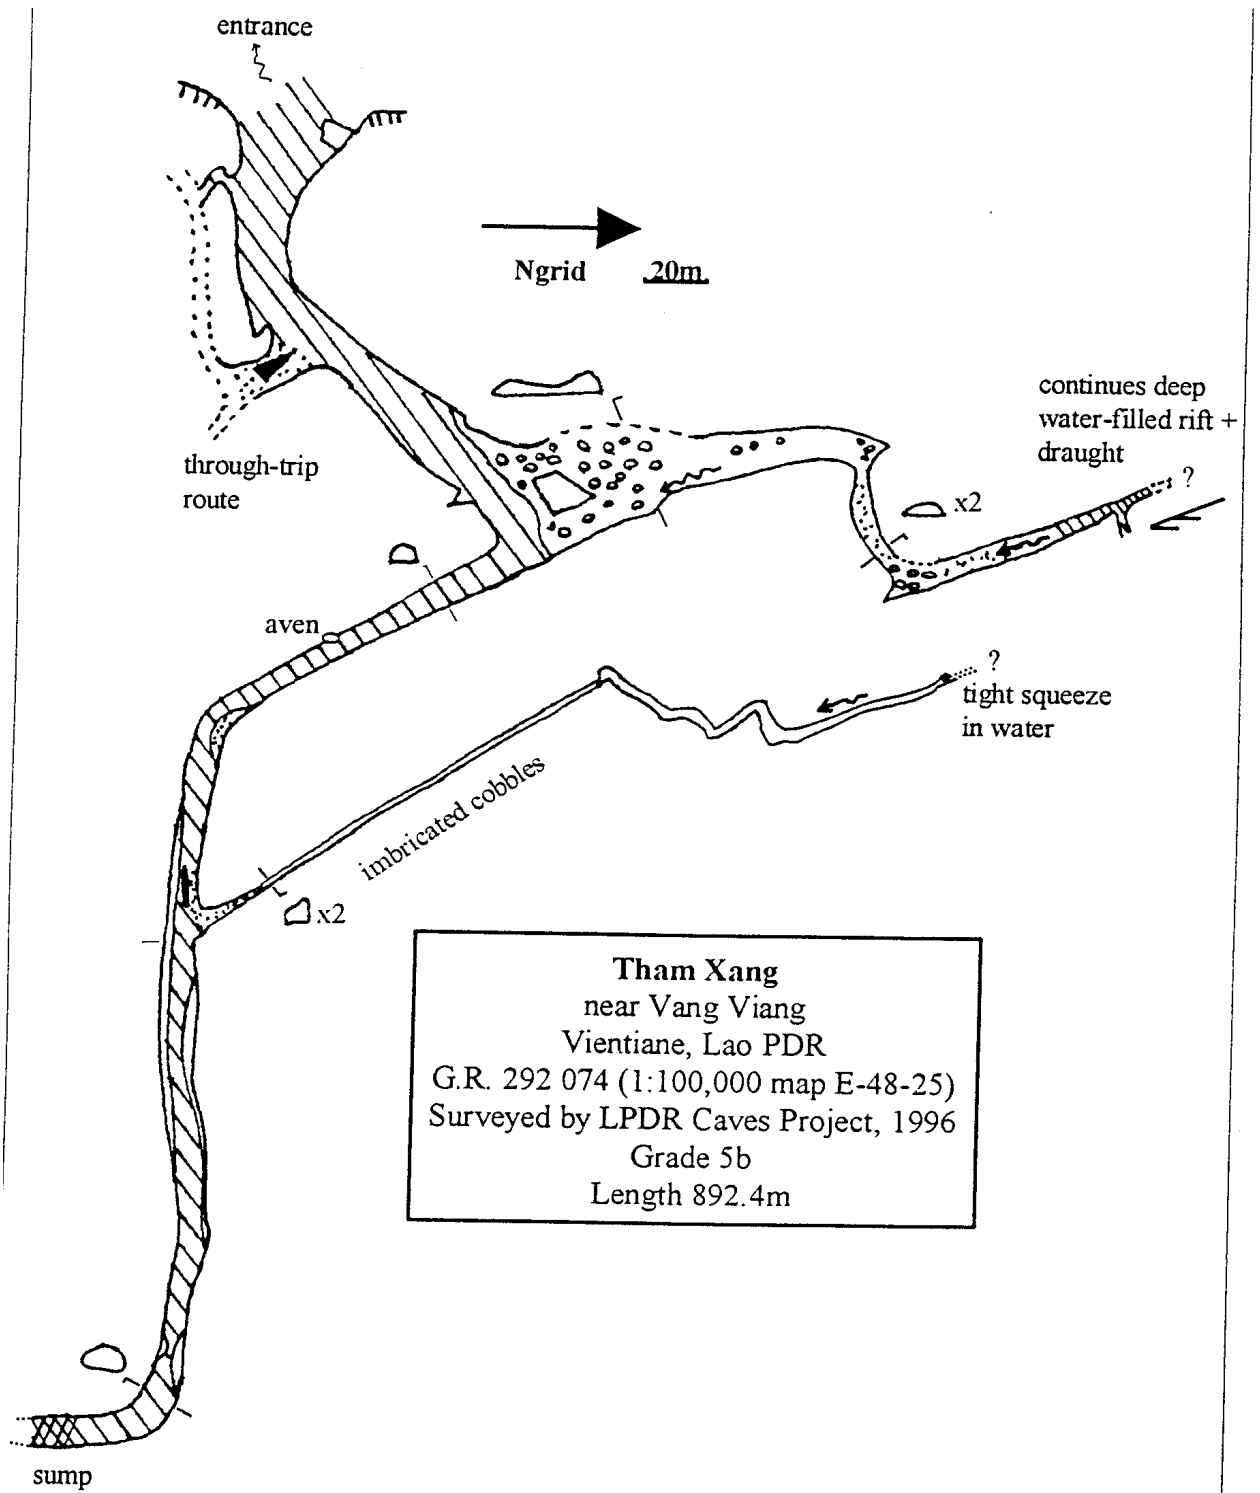 entrance
Ngrid
20m
continues deep
water-filled rift +
draught
?
x2
through-trip
route
aven
?
tight squeeze
in water
imbricated cobbles
x2
Tham Xang
near Vang Viang
Vientiane, Lao PDR
G.R. 292 074 (1:100,000 map E-48-25)
Surveyed by LPDR Caves Project, 1996
Grade 5b
Length 892.4m
sump